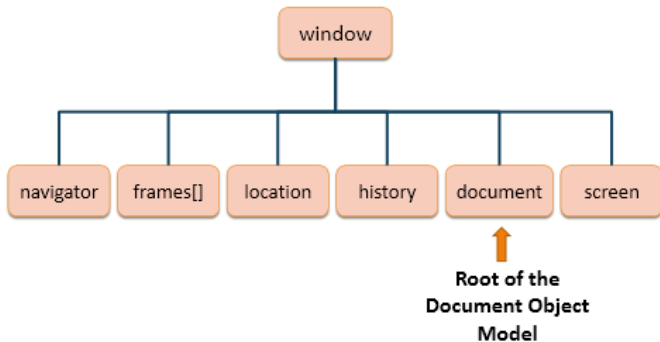 window
navigator
frames[]
location
history
document
screen
Root of the
Document Object
Model